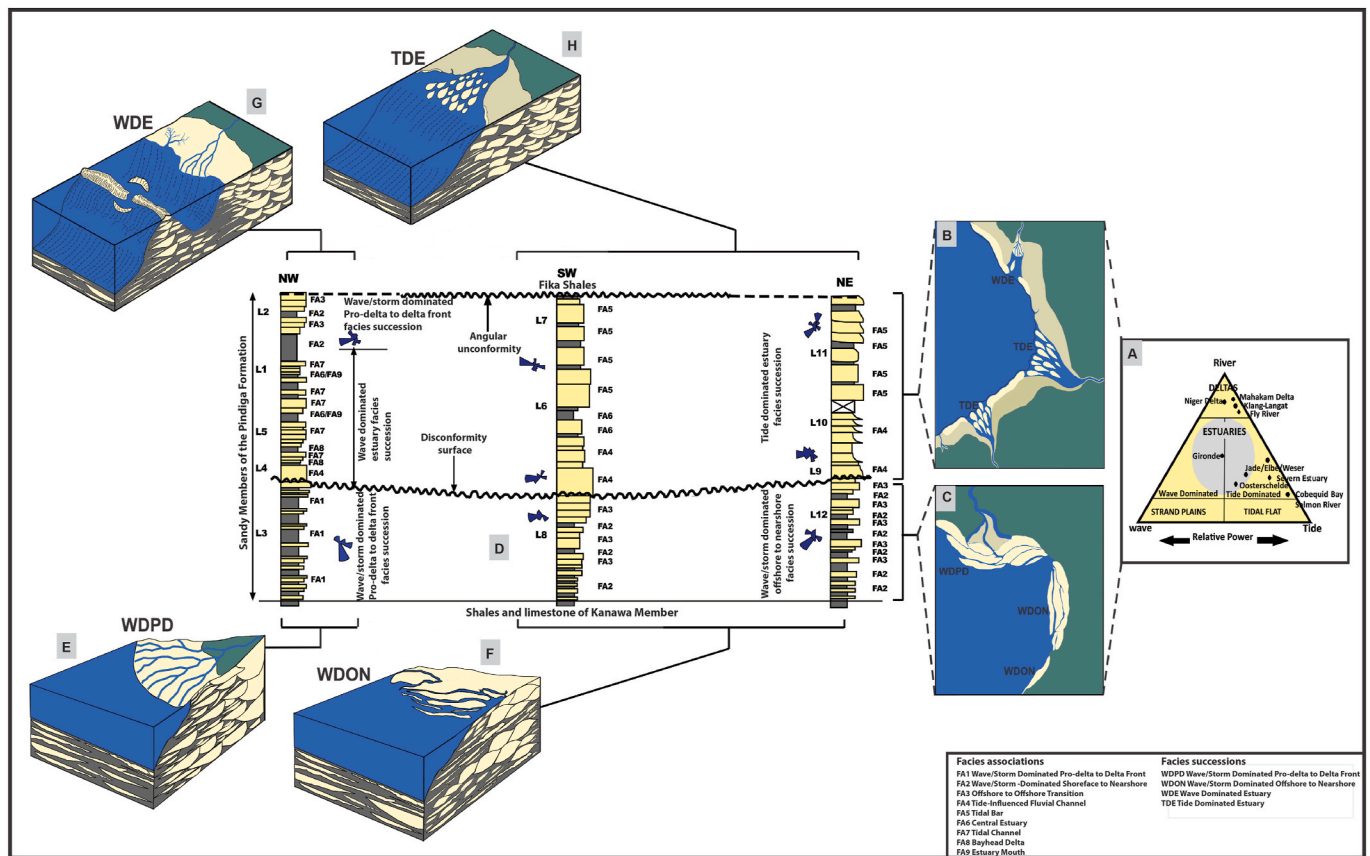 TDE
H
G
WDE
NW
SW
Fika Shales
NE
L2
FA3
FA2
FA3
FA2
Wave/storm dominated
Pro-delta to delta front
facies succession
L1
FA7
FA6/FA9
FA7
FA7
FA6/FA9
L5
FA7
FA8
FA7
FA8
L4
FA4
Wave dominated
estuary facies
succession
L3
FA1
FA1
FA1
Wave/storm dominated
Pro-delta to delta front
facies succession
Sandy Members of the Pindiga Formation
Angular
unconformity
Disconformity
surface
L7
FA5
FA5
FA5
FA5
L6
FA6
FA6
FA4
FA4
L8
FA3
FA2
FA3
FA2
FA3
FA2
D
Tide dominated estuary
facies succession
Wave/storm dominated
offshore to nearshore
facies succession
L11
FA5
FA5
FA5
FA5
L10
FA4
L9
FA4
L12
FA3
FA2
FA3
FA2
FA3
FA3
FA2
FA3
FA2
FA2
Shales and limestone of Kanawa Member
WDPD
E
WDON
F
B
WDE
TDE
TDE
C
WDPD
WDON
WDON
A
River
DELTAS
Niger Delta
Mahakam Delta
Klang-Langat
Fly River
ESTUARIES
Gironde
Jade/Elbe/Weser
Severn Estuary
Oosterschelde
Wave Dominated
Tide Dominated
Cobequid Bay
Salmon River
STRAND PLAINS
TIDAL FLAT
wave
Tide
Relative Power
Facies associations
FA1 Wave/Storm Dominated Pro-delta to Delta Front
FA2 Wave/Storm -Dominated Shoreface to Nearshore
FA3 Offshore to Offshore Transition
FA4 Tide-Influenced Fluvial Channel
FA5 Tidal Bar
FA6 Central Estuary
FA7 Tidal Channel
FA8 Bayhead Delta
FA9 Estuary Mouth
Facies successions
WDPD Wave/Storm Dominated Pro-delta to Delta Front
WDON Wave/Storm Dominated Offshore to Nearshore
WDE Wave Dominated Estuary
TDE Tide Dominated Estuary